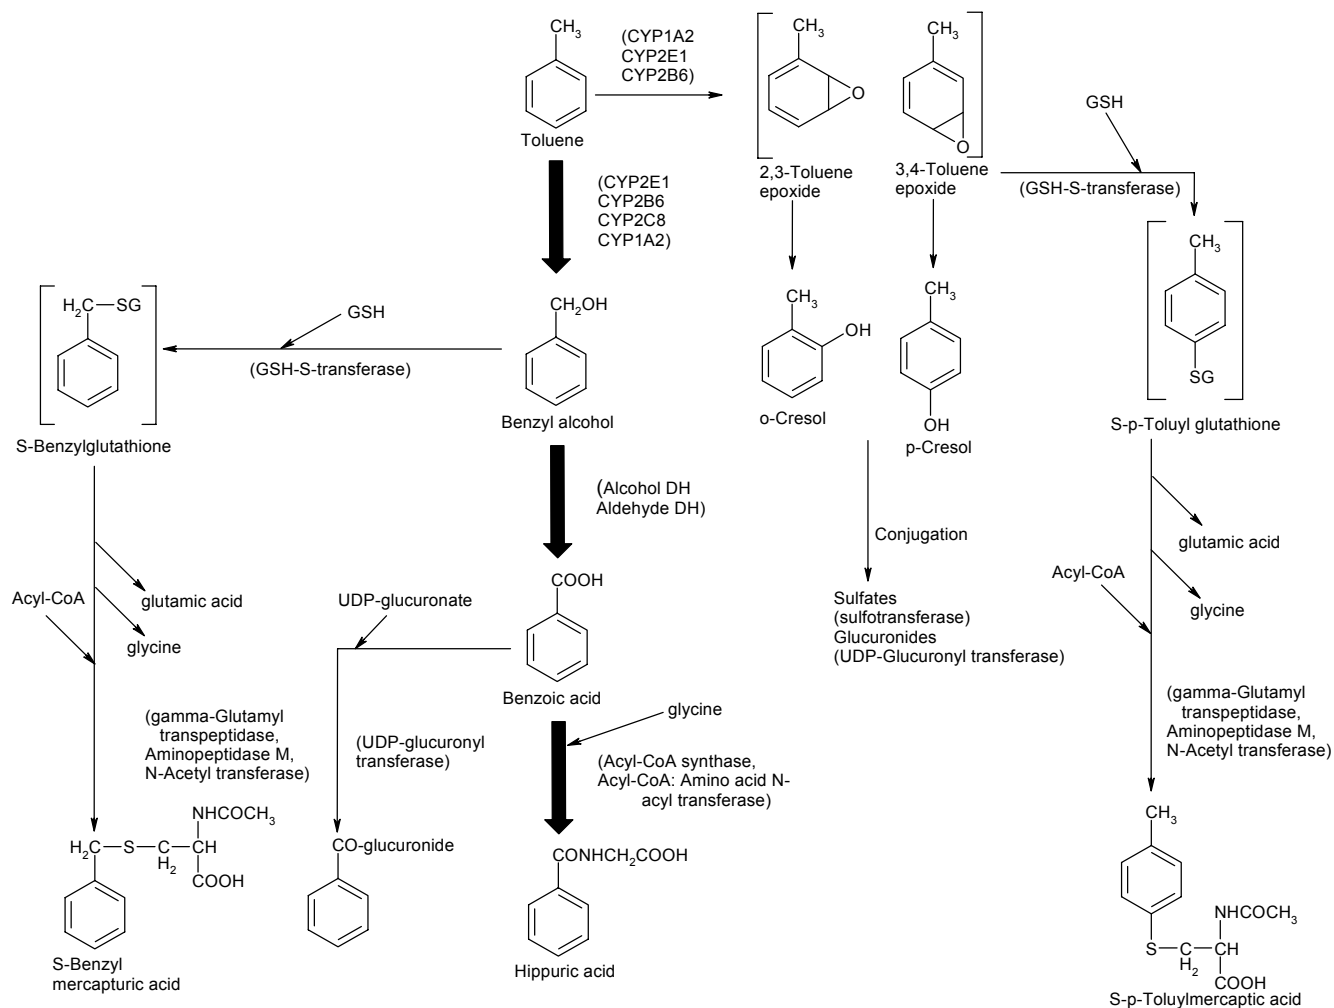 CH3
(CYP1A2
CYP2E1
CYP2B6)
Toluene
CH3
O
2,3-Toluene
epoxide
CH3
O
3,4-Toluene
epoxide
GSH
(GSH-S-transferase)
(CYP2E1
CYP2B6
CYP2C8
CYP1A2)
CH3
SG
S-p-Toluyl glutathione
H2C—SG
S-Benzylglutathione
GSH
(GSH-S-transferase)
CH2OH
Benzyl alcohol
CH3
OH
o-Cresol
CH3
OH
p-Cresol
(Alcohol DH
Aldehyde DH)
Conjugation
Sulfates
(sulfotransferase)
Glucuronides
(UDP-Glucuronyl transferase)
glutamic acid
Acyl-CoA
glycine
(gamma-Glutamyl
transpeptidase,
Aminopeptidase M,
N-Acetyl transferase)
Acyl-CoA
glutamic acid
glycine
(gamma-Glutamyl
transpeptidase,
Aminopeptidase M,
N-Acetyl transferase)
UDP-glucuronate
COOH
Benzoic acid
(UDP-glucuronyl
transferase)
glycine
(Acyl-CoA synthase,
Acyl-CoA: Amino acid N-
acyl transferase)
NHCOCH3
H2C—S—C—CH
H2
COOH
S-Benzyl
mercapturic acid
CO-glucuronide
CONHCH2COOH
Hippuric acid
CH3
NHCOCH3
S—C—CH
H2
COOH
S-p-Toluylmercaptic acid